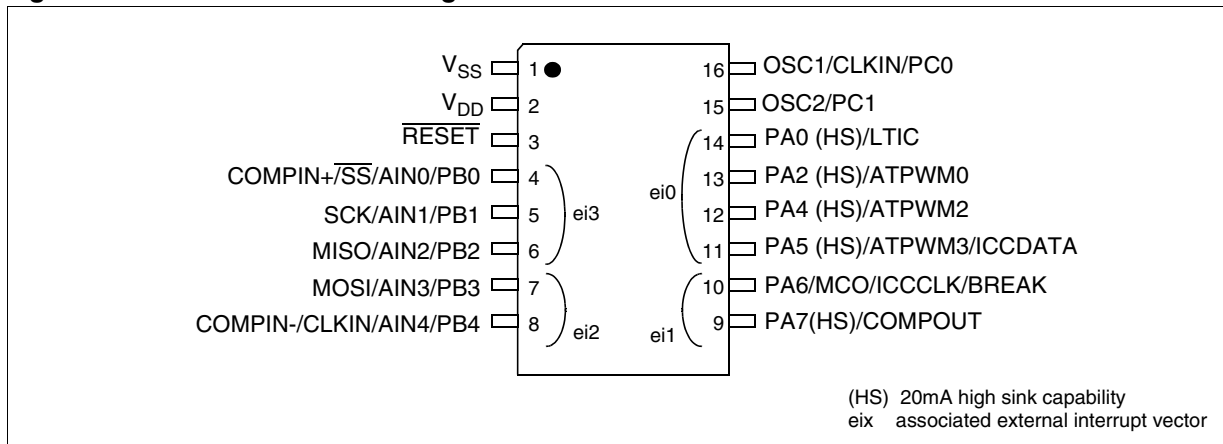 VSS 1 16 OSC1/CLKIN/PC0
VDD 2 15 OSC2/PC1
RESET 3 14 PA0 (HS)/LTIC
COMPIN+/SS/AIN0/PB0 4 13 PA2 (HS)/ATPWM0
ei3 ei0
SCK/AIN1/PB1 5 12 PA4 (HS)/ATPWM2
MISO/AIN2/PB2 6 11 PA5 (HS)/ATPWM3/ICCDATA
MOSI/AIN3/PB3 7 10 PA6/MCO/ICCCLK/BREAK
COMPIN-/CLKIN/AIN4/PB4 8 9 PA7(HS)/COMPOUT
ei2 ei1
(HS) 20mA high sink capability
eix associated external interrupt vector